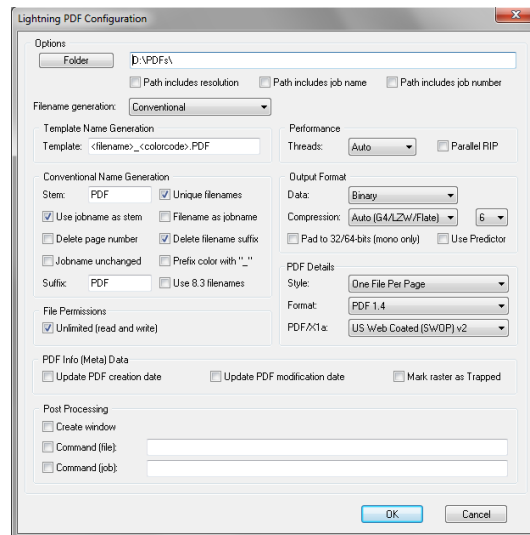 Lightning PDF Configuration
Options
Folder D:\PDFs\
Path includes resolution Path includes job name Path includes job number
Filename generation: Conventional
Template Name Generation
Template: <filename>_<colorcode>.PDF
Performance
Threads: Auto Parallel RIP
Conventional Name Generation
Stem: PDF Unique filenames
Use jobname as stem Filename as jobname
Delete page number Delete filename suffix
Jobname unchanged Prefix color with "_"
Suffix: PDF Use 8.3 filenames
Output Format
Data: Binary
Compression: Auto (G4/LZW/Flate) 6
Pad to 32/64-bits (mono only) Use Predictor
File Permissions
Unlimited (read and write)
PDF Details
Style: One File Per Page
Format: PDF 1.4
PDF/X1a: US Web Coated (SWOP) v2
PDF Info (Meta) Data
Update PDF creation date Update PDF modification date Mark raster as Trapped
Post Processing
Create window
Command (file):
Command (job):
OK Cancel